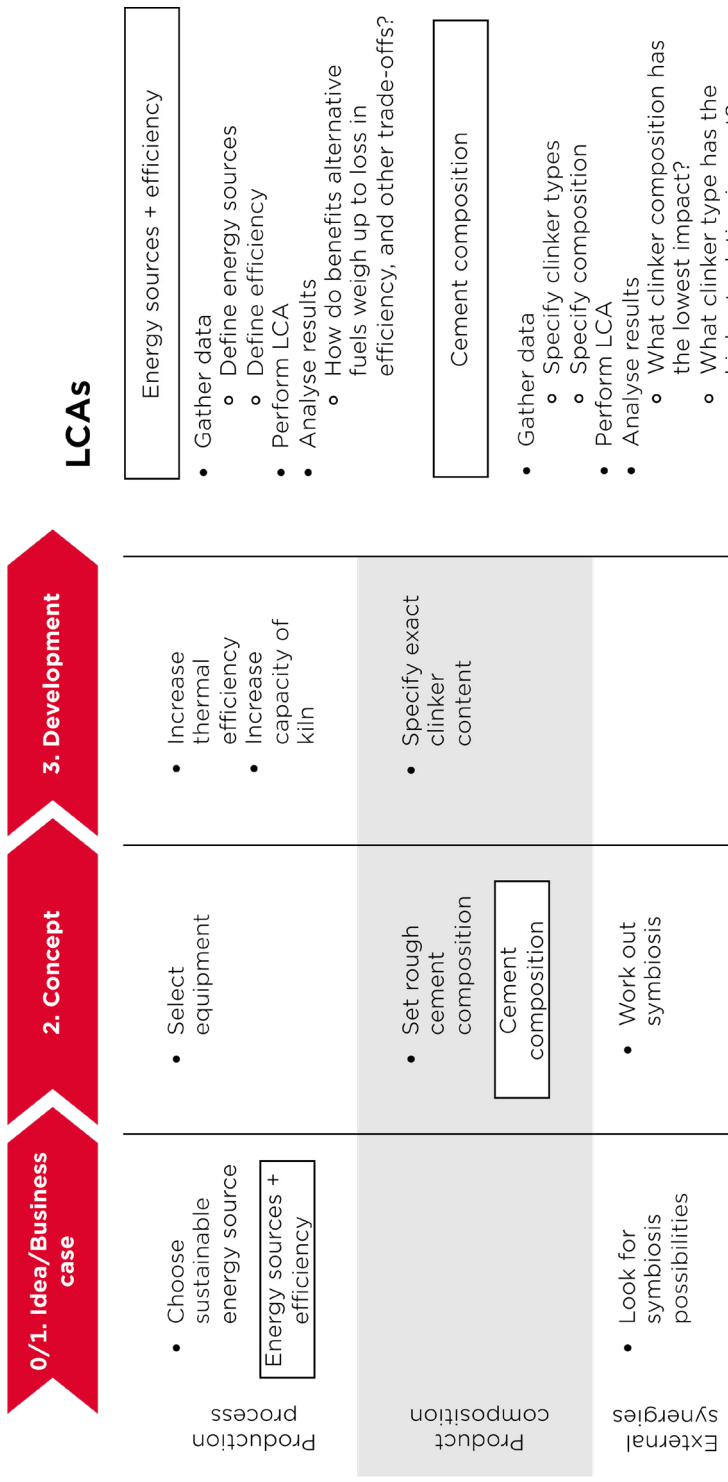 0/1. Idea/Business
case
2. Concept
3. Development
LCAs
Production
process
• Choose
sustainable
energy source
Energy sources +
efficiency
• Select
equipment
• Increase
thermal
efficiency
• Increase
capacity of
kiln
Product
composition
• Set rough
cement
composition
Cement
composition
• Specify exact
clinker
content
External
synergies
• Look for
symbiosis
possibilities
• Work out
symbiosis
Energy sources + efficiency
• Gather data
o Define energy sources
o Define efficiency
• Perform LCA
• Analyse results
o How do benefits alternative
fuels weigh up to loss in
efficiency, and other trade-offs?
Cement composition
• Gather data
o Specify clinker types
o Specify composition
• Perform LCA
• Analyse results
o What clinker composition has
the lowest impact?
o What clinker type has the